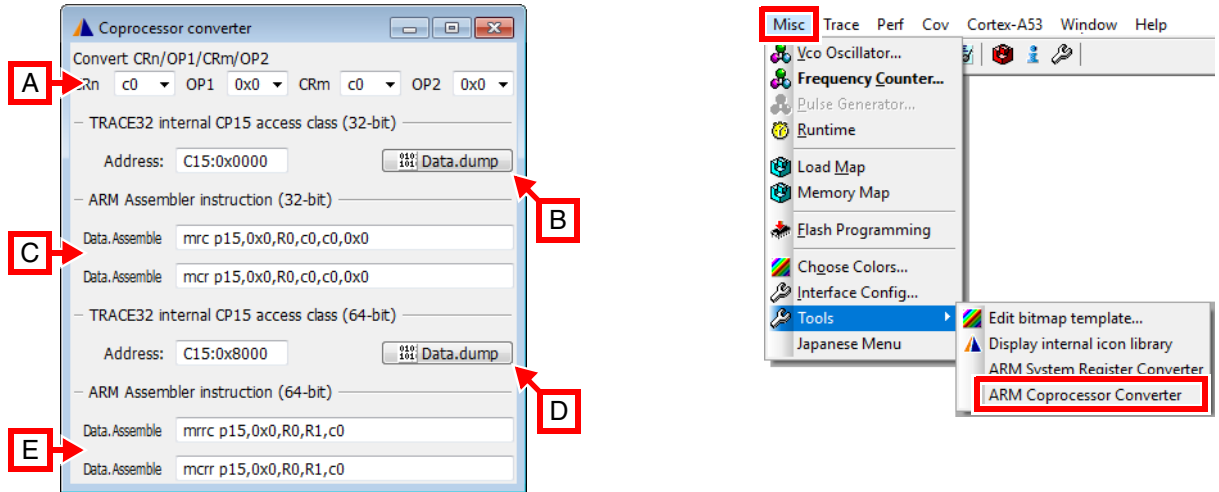 Coprocessor converter
Convert CRn/OP1/CRm/OP2
A
CRn c0 OP1 0x0 CRm c0 OP2 0x0
TRACE32 internal CP15 access class (32-bit)
Address: C15:0x0000 Data.dump
B
ARM Assembler instruction (32-bit)
C
Data.Assemble mrc p15,0x0,R0,c0,c0,0x0
Data.Assemble mcr p15,0x0,R0,c0,c0,0x0
TRACE32 internal CP15 access class (64-bit)
Address: C15:0x8000 Data.dump
D
ARM Assembler instruction (64-bit)
E
Data.Assemble mrrc p15,0x0,R0,R1,c0
Data.Assemble mcrr p15,0x0,R0,R1,c0
Misc Trace Perf Cov Cortex-A53 Window Help
Vco Oscillator...
Frequency Counter...
Pulse Generator...
Runtime
Load Map
Memory Map
Flash Programming
Choose Colors...
Interface Config...
Tools
Japanese Menu
Edit bitmap template...
Display internal icon library
ARM System Register Converter
ARM Coprocessor Converter